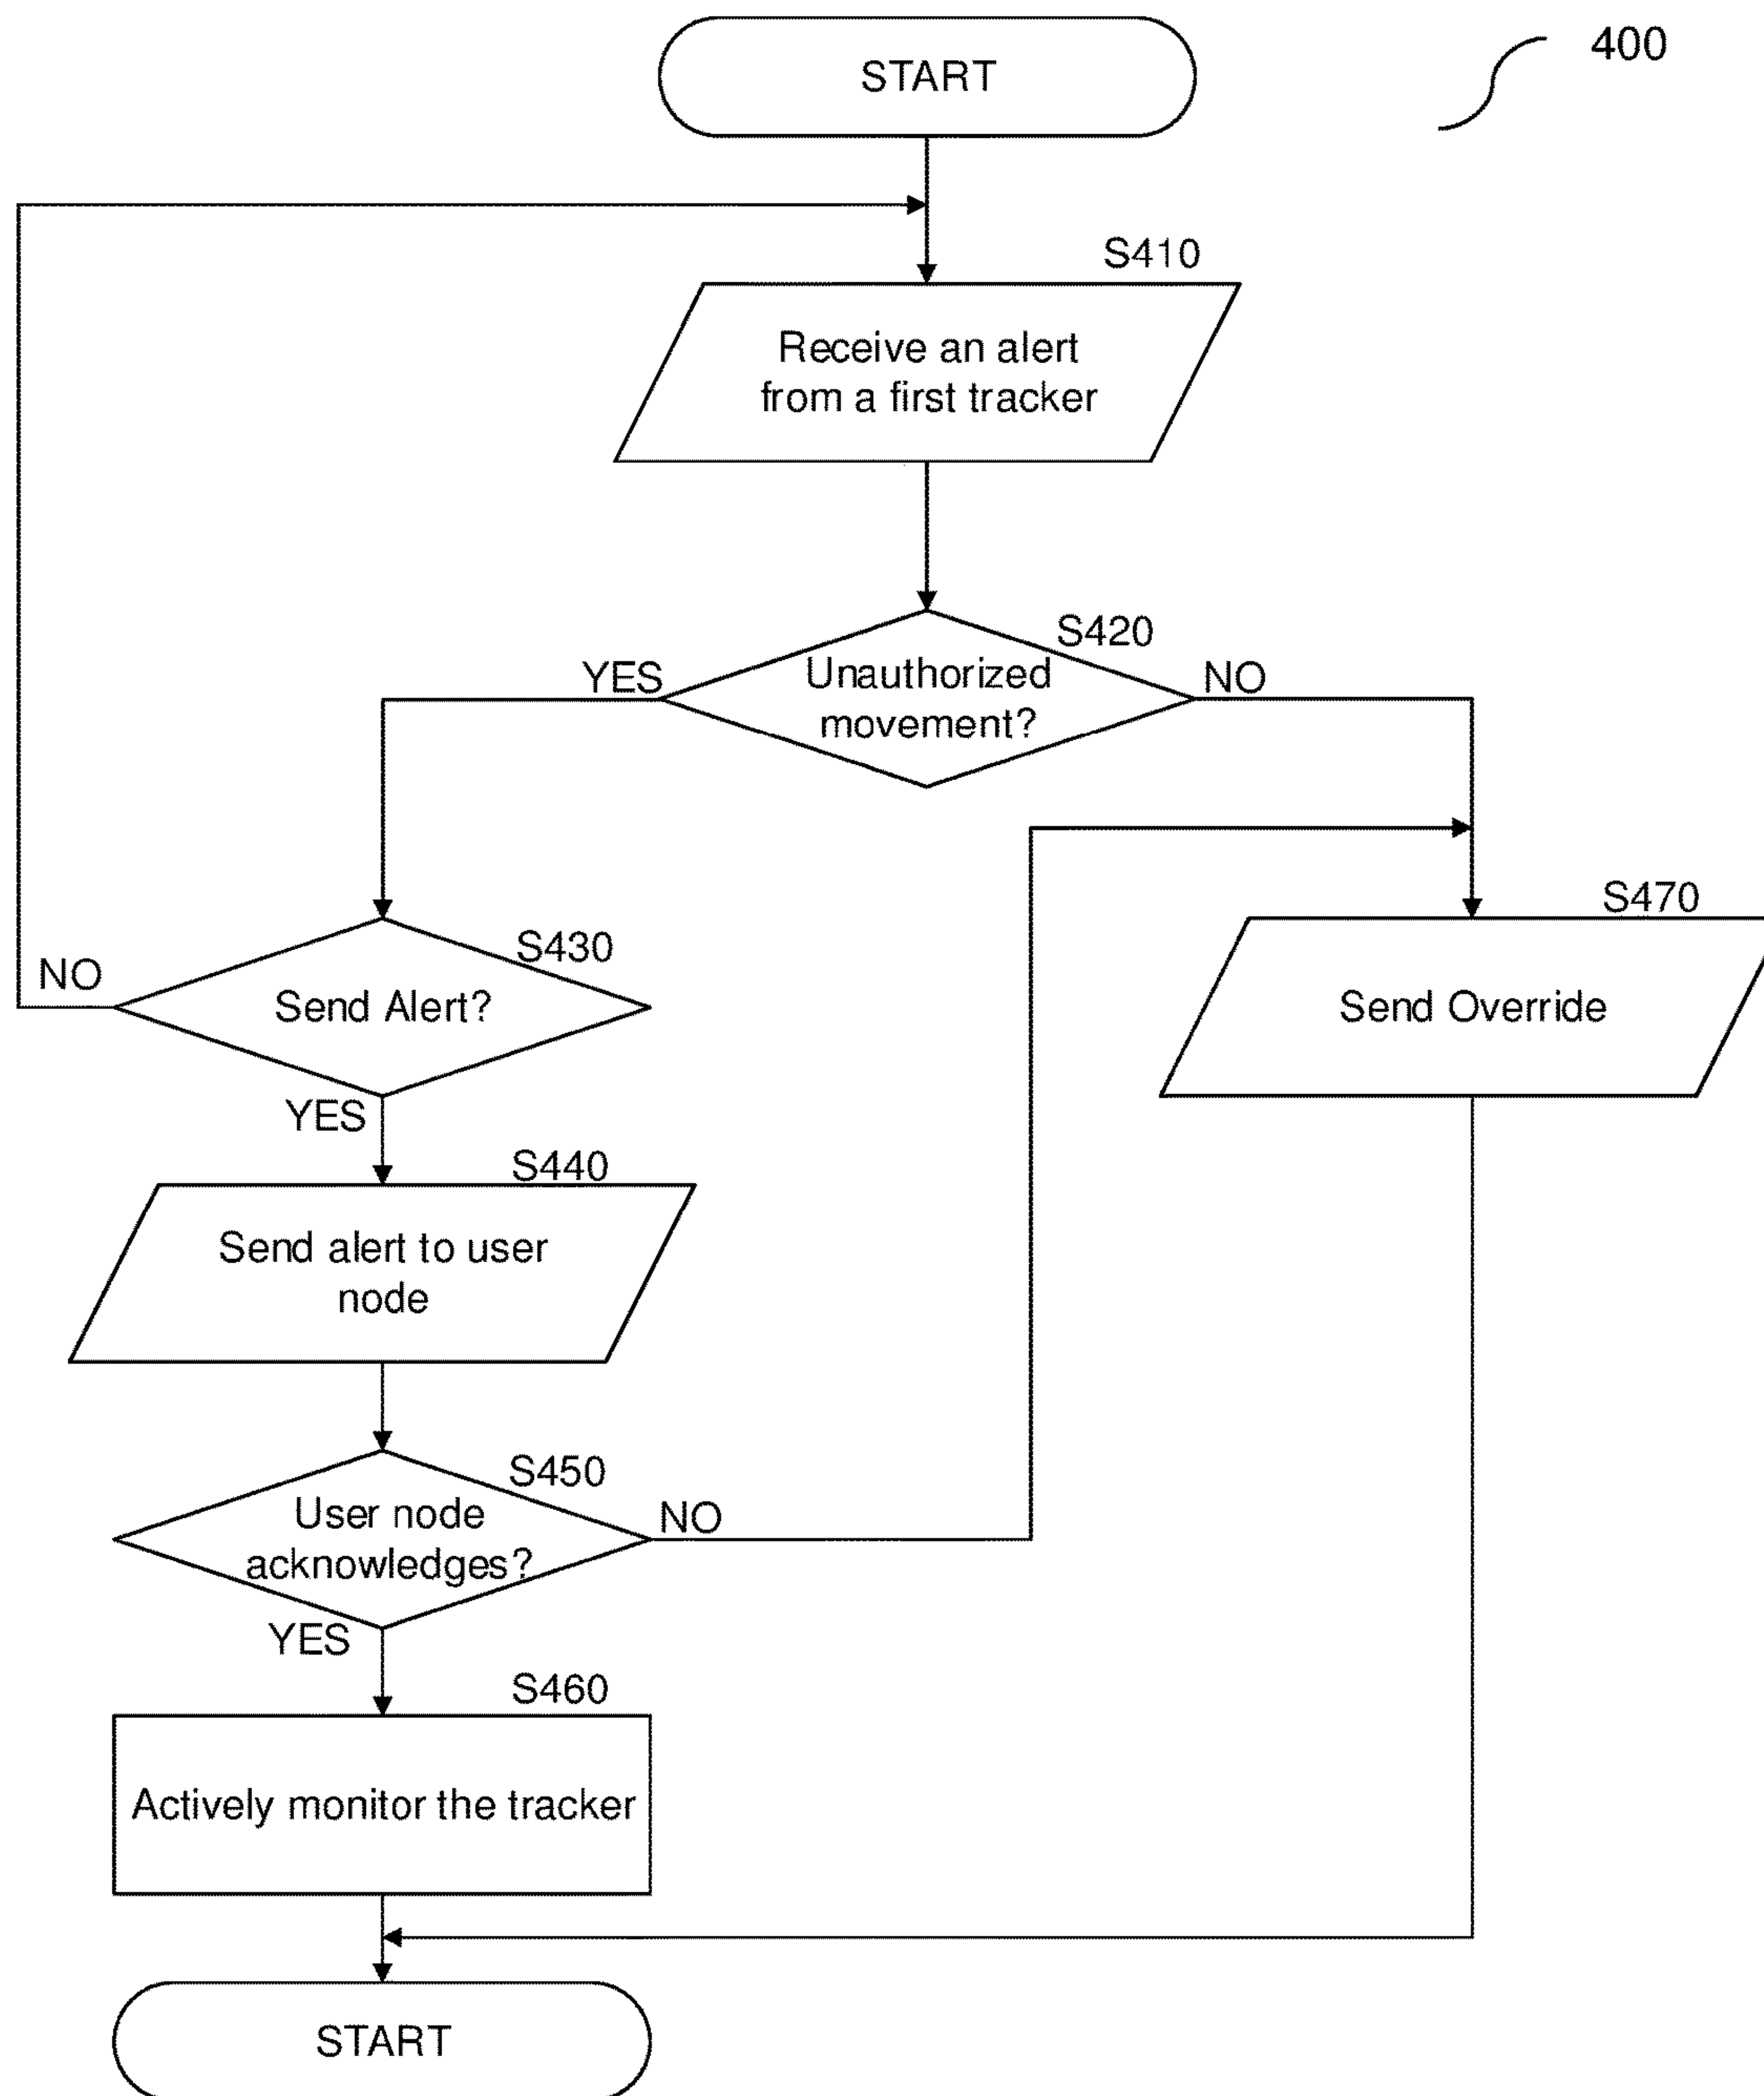 START
400
S410
Receive an alert
from a first tracker
S420
Unauthorized
movement?
YES
NO
S430
Send Alert?
NO
YES
S470
Send Override
S440
Send alert to user
node
S450
User node
acknowledges?
NO
YES
S460
Actively monitor the tracker
START